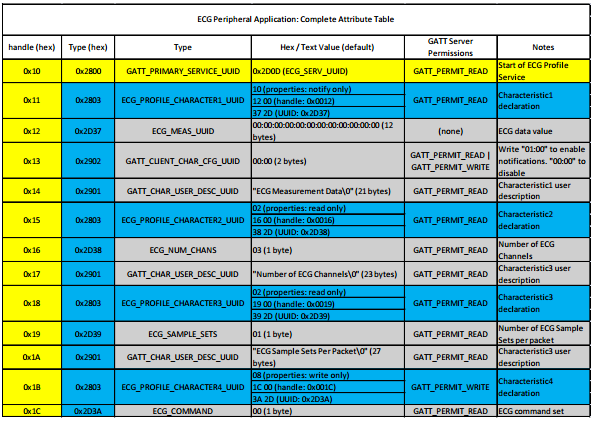 ECG Peripheral Application: Complete Attribute Table
handle (hex) Type (hex) Type Hex / Text Value (default) GATT Server Permissions Notes
0x10 0x2800 GATT_PRIMARY_SERVICE_UUID 0x2D0D (ECG_SERV_UUID) GATT_PERMIT_READ Start of ECG Profile Service
0x11 0x2803 ECG_PROFILE_CHARACTER1_UUID 10 (properties: notify only) GATT_PERMIT_READ Characteristic1 declaration
12 00 (handle: 0x0012)
37 2D (UUID: 0x2D37)
0x12 0x2D37 ECG_MEAS_UUID 00:00:00:00:00:00:00:00:00:00:00:00 (12 bytes) (none) ECG data value
0x13 0x2902 GATT_CLIENT_CHAR_CFG_UUID 00:00 (2 bytes) GATT_PERMIT_READ | GATT_PERMIT_WRITE Write "01:00" to enable notifications. "00:00" to disable
0x14 0x2901 GATT_CHAR_USER_DESC_UUID "ECG Measurement Data\0" (21 bytes) GATT_PERMIT_READ Characteristic1 user description
0x15 0x2803 ECG_PROFILE_CHARACTER2_UUID 02 (properties: read only) GATT_PERMIT_READ Characteristic2 declaration
16 00 (handle: 0x0016)
38 2D (UUID: 0x2D38)
0x16 0x2D38 ECG_NUM_CHANS 03 (1 byte) GATT_PERMIT_READ Number of ECG Channels
0x17 0x2901 GATT_CHAR_USER_DESC_UUID "Number of ECG Channels\0" (23 bytes) GATT_PERMIT_READ Characteristic3 user description
0x18 0x2803 ECG_PROFILE_CHARACTER3_UUID 02 (properties: read only) GATT_PERMIT_READ Characteristic3 declaration
19 00 (handle: 0x0019)
39 2D (UUID: 0x2D39)
0x19 0x2D39 ECG_SAMPLE_SETS 01 (1 byte) GATT_PERMIT_READ Number of ECG Sample Sets per packet
0x1A 0x2901 GATT_CHAR_USER_DESC_UUID "ECG Sample Sets Per Packet\0" (27 bytes) GATT_PERMIT_READ Characteristic3 user description
0x1B 0x2803 ECG_PROFILE_CHARACTER4_UUID 08 (properties: write only) GATT_PERMIT_WRITE Characteristic4 declaration
1C 00 (handle: 0x001C)
3A 2D (UUID: 0x2D3A)
0x1C 0x2D3A ECG_COMMAND 00 (1 byte) GATT_PERMIT_READ ECG command set